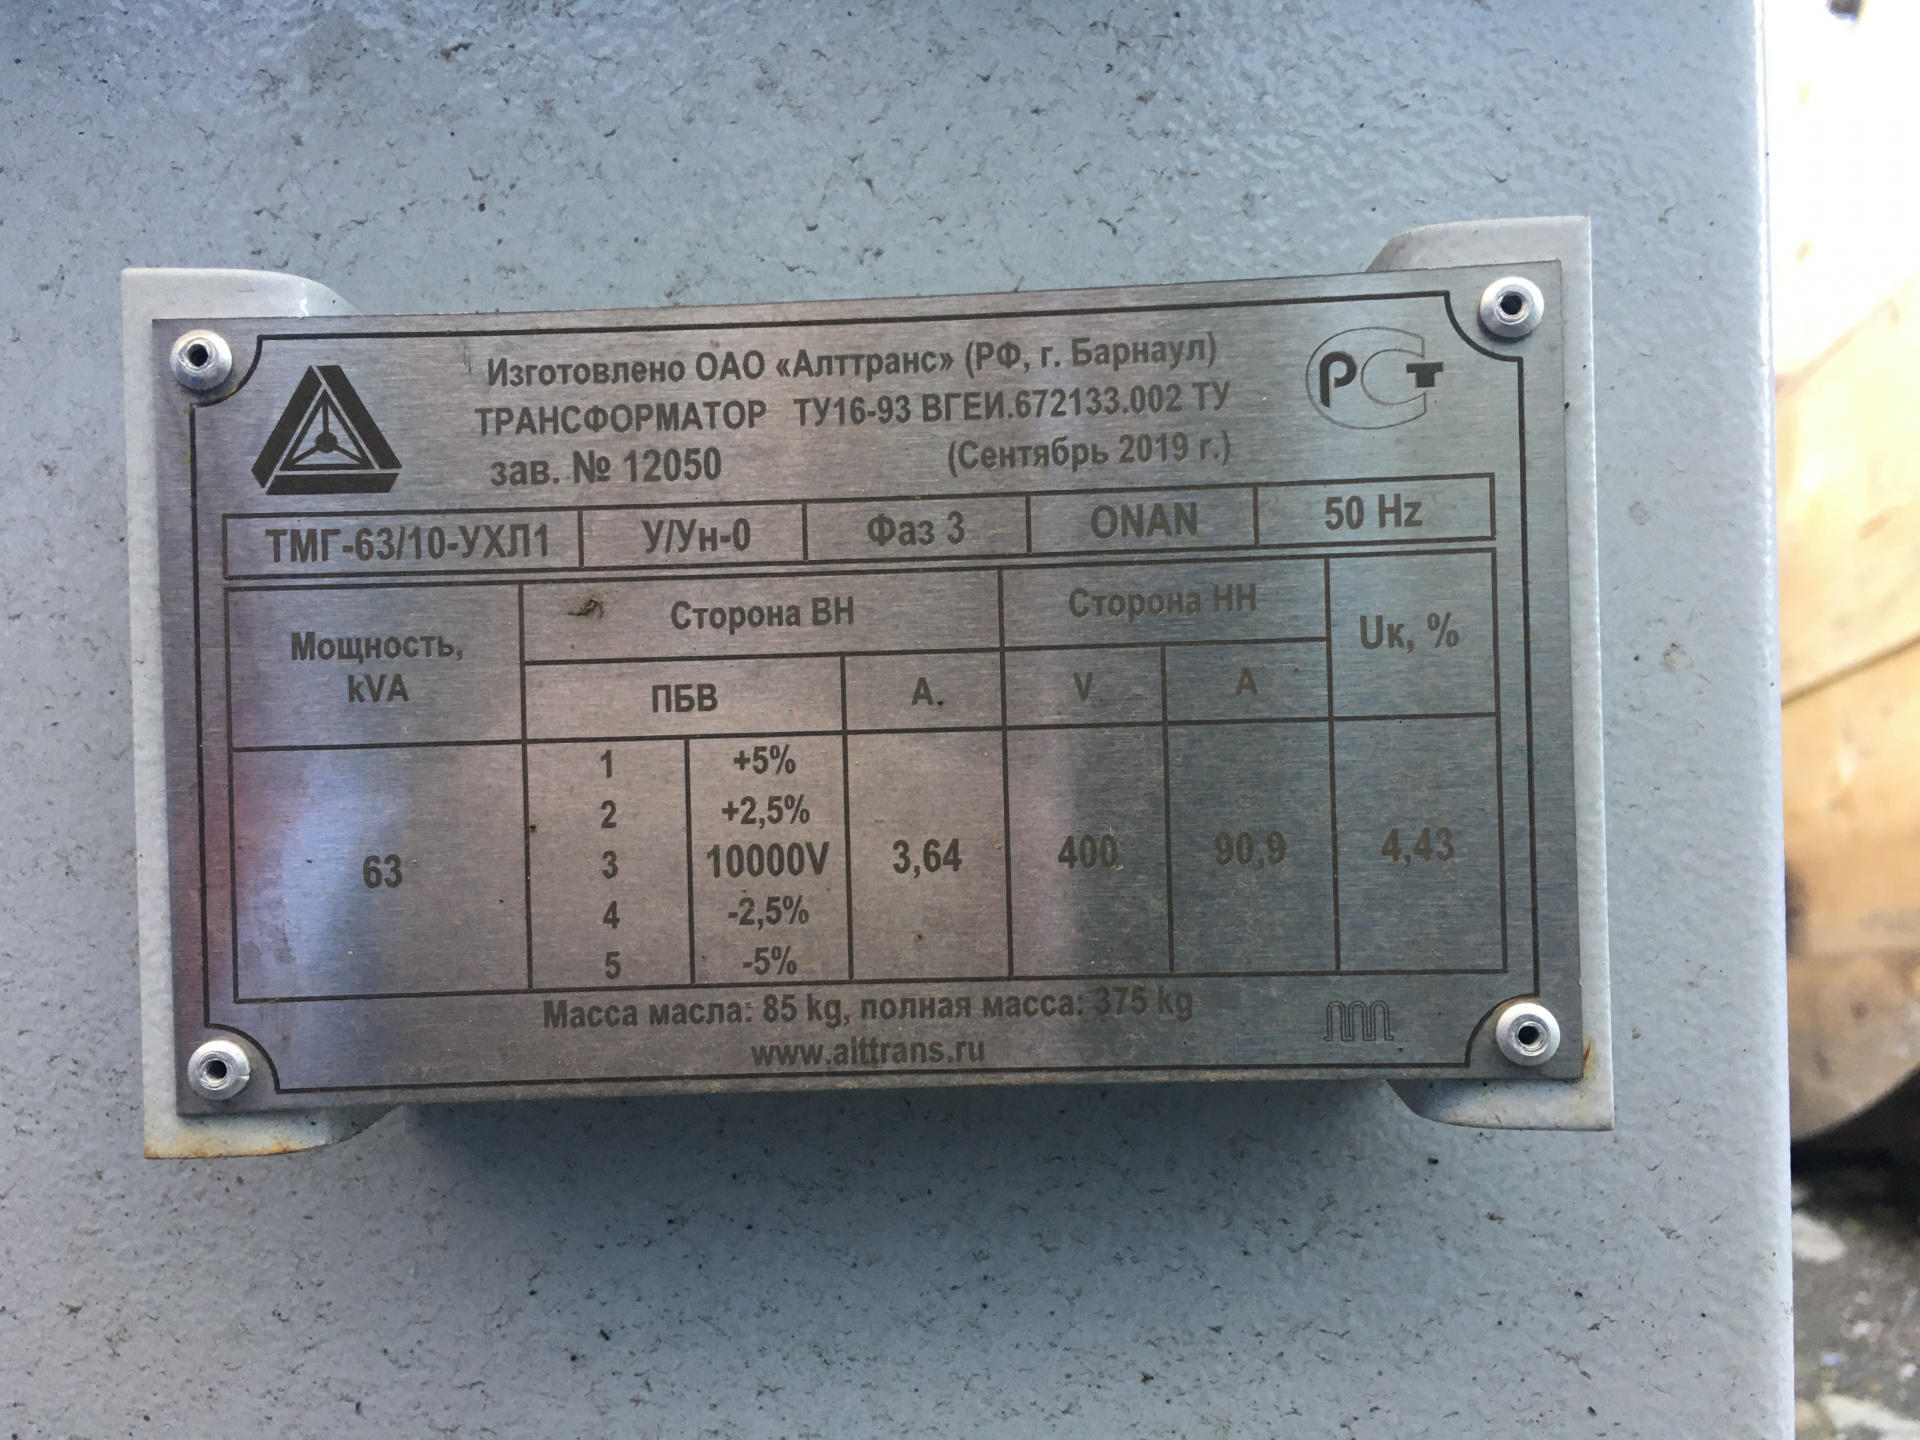 Изготовлено ОАО «Алттранс» (РФ, г. Барнаул)
ТРАНСФОРМАТОР ТУ16-93 ВГЕИ.672133.002 ТУ
зав. № 12050 (Сентябрь 2019 г.)
РСТ
ТМГ-63/10-УХЛ1 У/Ун-0 Фаз 3 ONAN 50 Hz
Мощность, kVA Сторона ВН Сторона НН Uк, %
ПБВ А. V A
1 +5%
2 +2,5%
63 3 10000V 3,64 400 90,9 4,43
4 -2,5%
5 -5%
Масса масла: 85 kg, полная масса: 375 kg
www.alttrans.ru